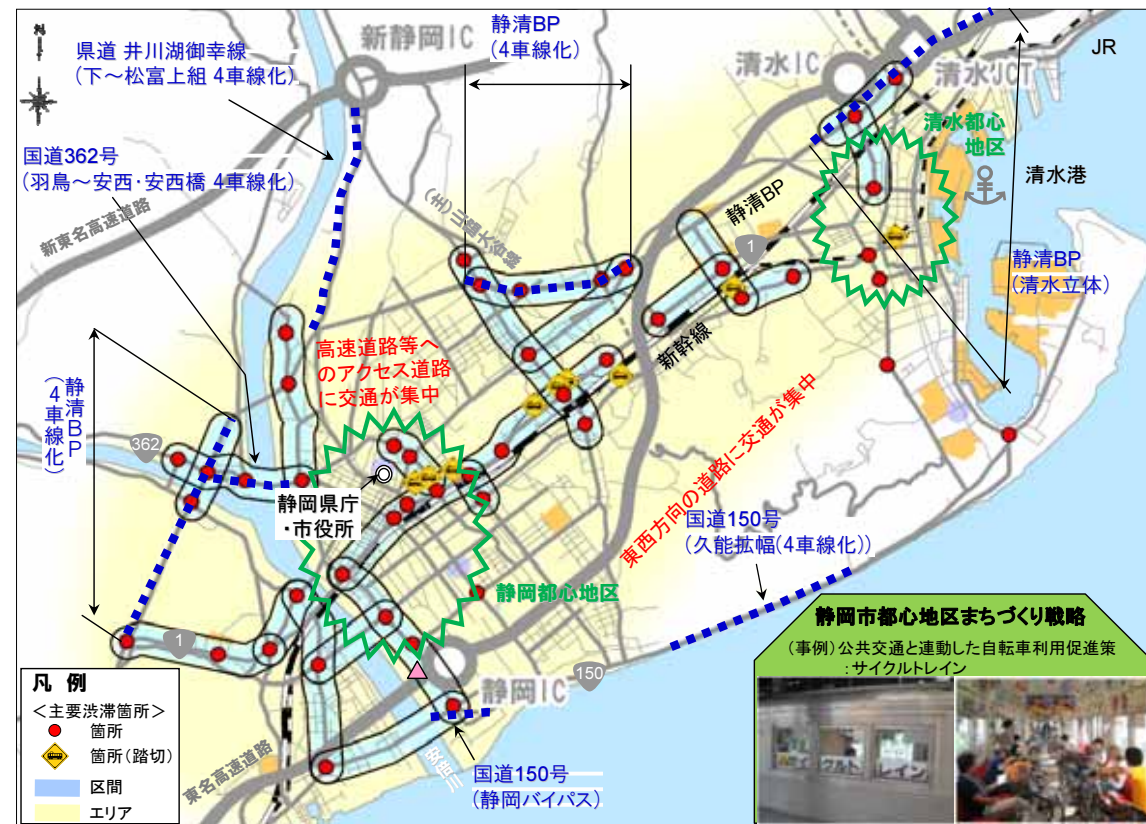 静清BP
(4車線化)
新静岡IC
県道 井川湖御幸線
(下～松富上組 4車線化)
清水IC
清水JCT
JR
国道362号
(羽鳥～安西・安西橋 4車線化)
清水都心
地区
清水港
新東名高速道路
(主)山脇大谷線
静清BP
1
静清BP
(清水立体)
新幹線
高速道路等へ
のアクセス道路
に交通が集中
静清BP
(4車線化)
362
東西方向の道路に交通が集中
静岡県庁
・市役所
国道150号
(久能拡幅(4車線化))
静岡都心地区
1
150
静岡IC
安倍川
東名高速道路
国道150号
(静岡バイパス)
凡 例
＜主要渋滞箇所＞
箇所
箇所(踏切)
区間
エリア
静岡市都心地区まちづくり戦略
(事例)公共交通と連動した自転車利用促進策
:サイクルトレイン